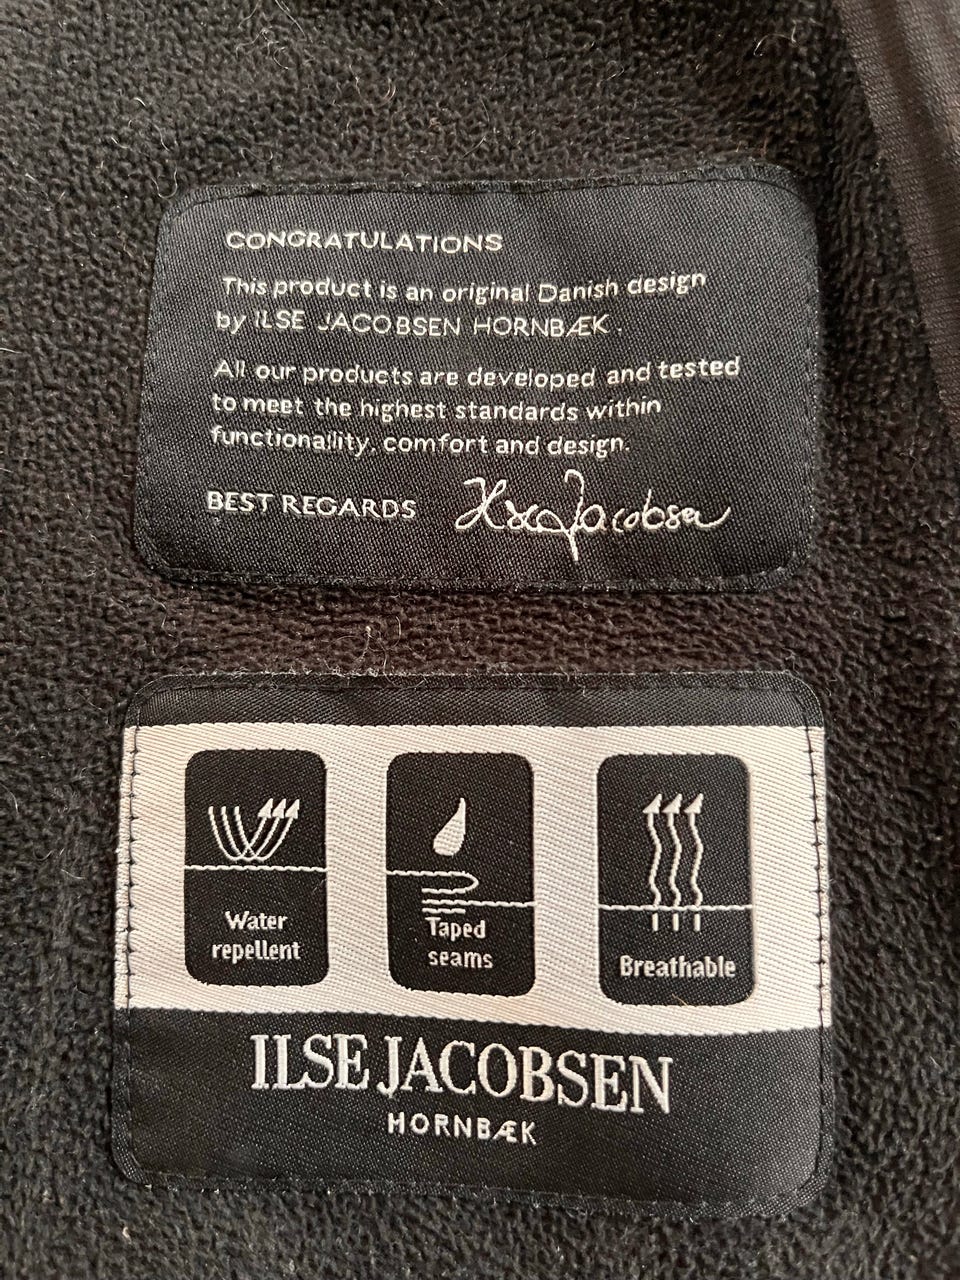 CONGRATULATIONS
This product is an original Danish design
by ILSE JACOBSEN HORNBÆK.
All our products are developed and tested
to meet the highest standards within
functionality, comfort and design.
BEST REGARDS Ilse Jacobsen
Water
repellent
Taped
seams
Breathable
ILSE JACOBSEN
HORNBÆK